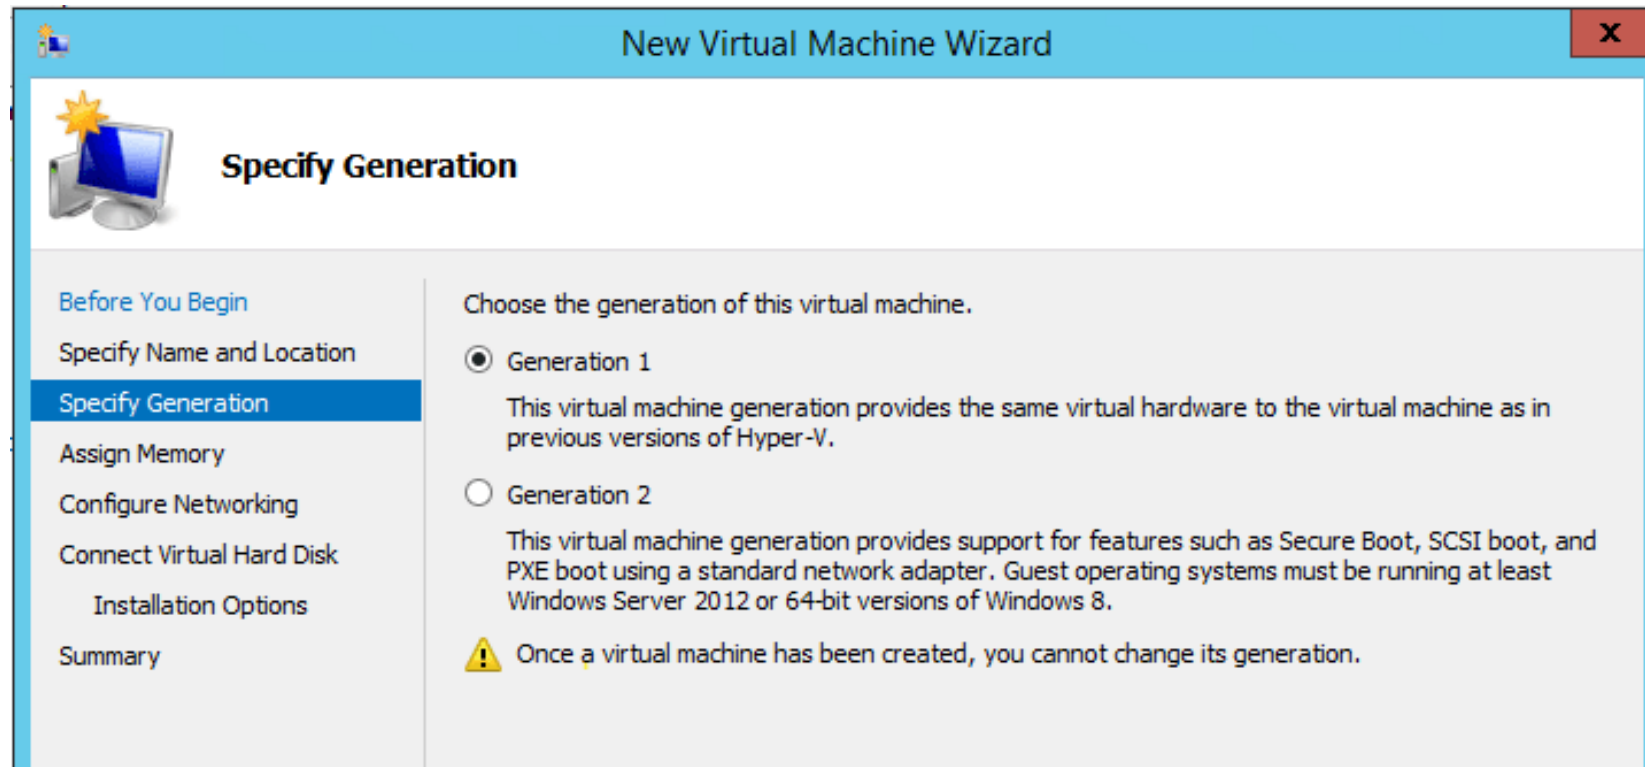 New Virtual Machine Wizard
x
Specify Generation
Before You Begin
Specify Name and Location
Specify Generation
Assign Memory
Configure Networking
Connect Virtual Hard Disk
Installation Options
Summary
Choose the generation of this virtual machine.
Generation 1
This virtual machine generation provides the same virtual hardware to the virtual machine as in
previous versions of Hyper-V.
Generation 2
This virtual machine generation provides support for features such as Secure Boot, SCSI boot, and
PXE boot using a standard network adapter. Guest operating systems must be running at least
Windows Server 2012 or 64-bit versions of Windows 8.
Once a virtual machine has been created, you cannot change its generation.